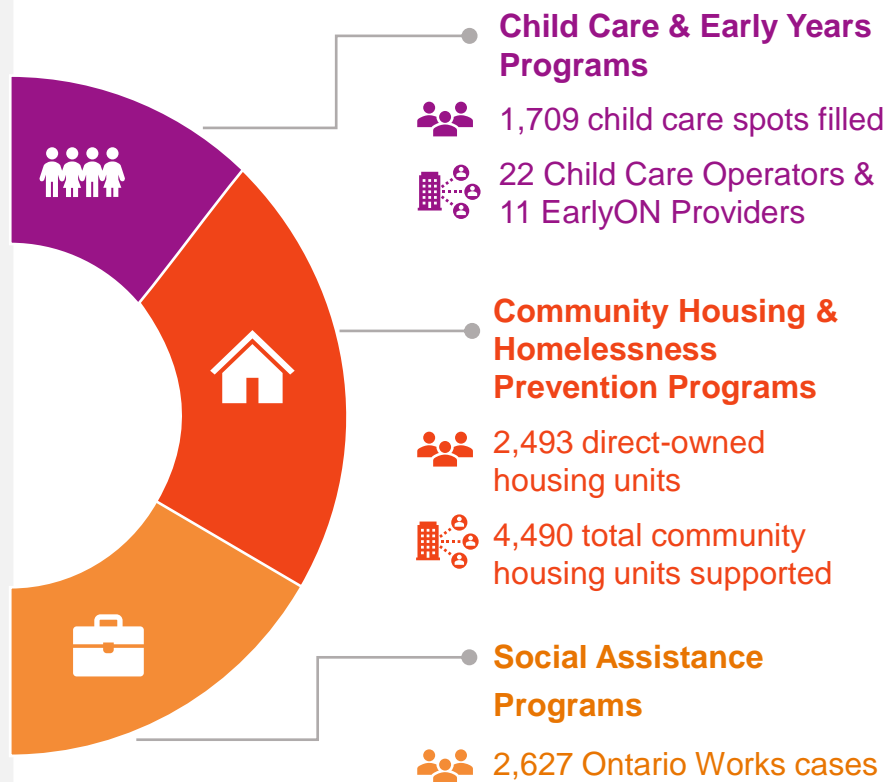 Child Care & Early Years
Programs
1,709 child care spots filled
22 Child Care Operators &
11 EarlyON Providers
Community Housing &
Homelessness
Prevention Programs
2,493 direct-owned
housing units
4,490 total community
housing units supported
Social Assistance
Programs
2,627 Ontario Works cases